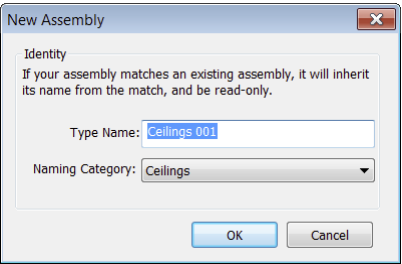 New Assembly
Identity
If your assembly matches an existing assembly, it will inherit
its name from the match, and be read-only.
Type Name: Ceilings 001
Naming Category: Ceilings
OK Cancel